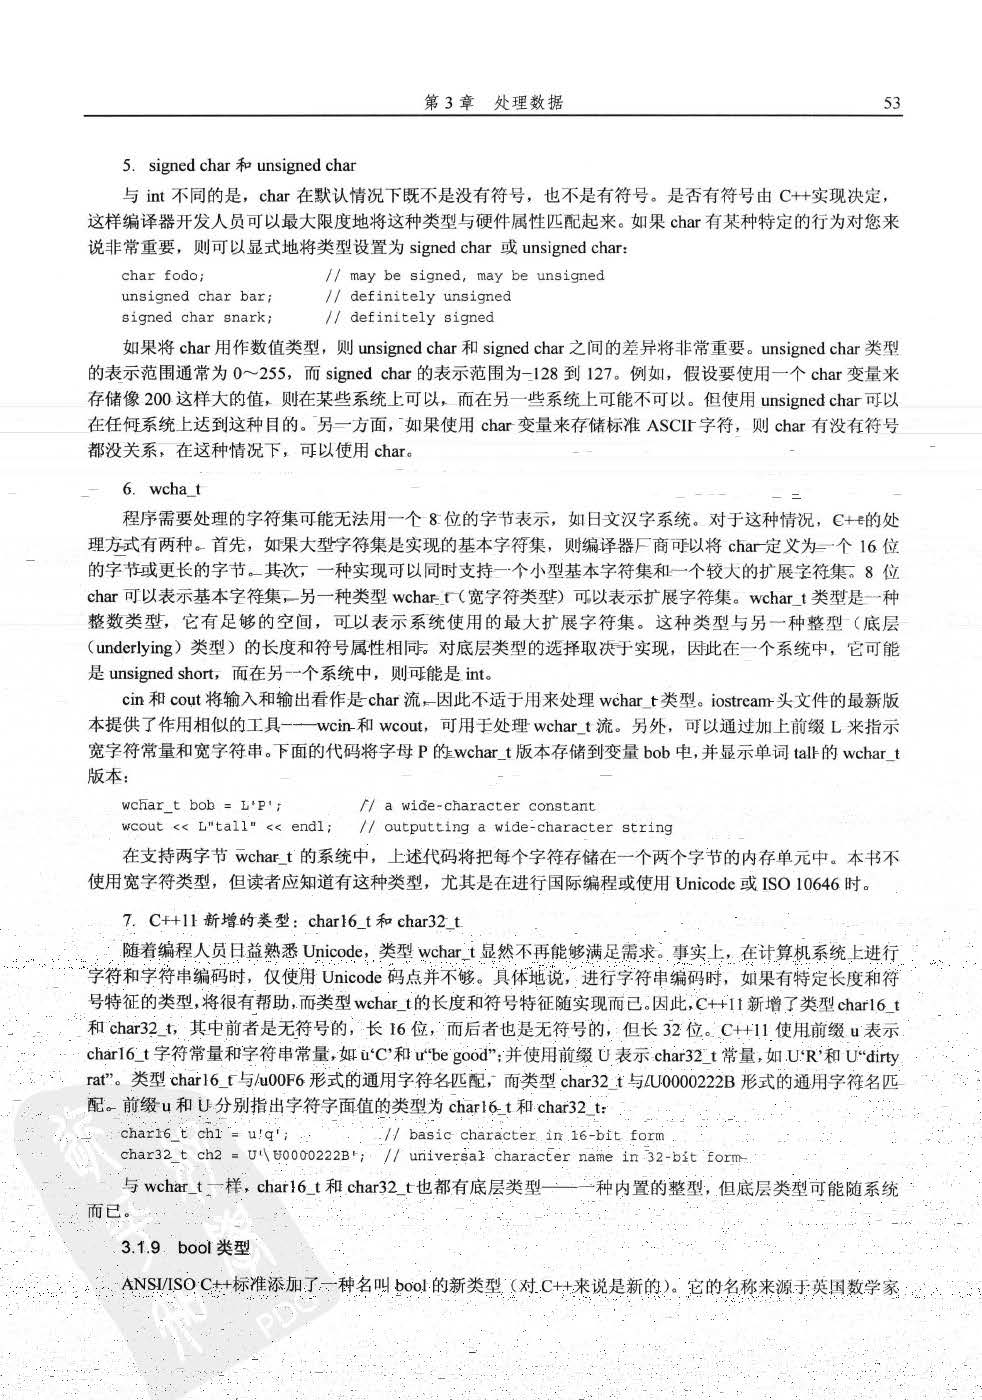 第 3 章 处理数据 53
5. signed char 和 unsigned char
与 int 不同的是，char 在默认情况下既不是没有符号，也不是有符号。是否有符号由 C++实现决定，
这样编译器开发人员可以最大限度地将这种类型与硬件属性匹配起来。如果 char 有某种特定的行为对您来
说非常重要，则可以显式地将类型设置为 signed char 或 unsigned char：
char fodo; // may be signed, may be unsigned
unsigned char bar; // definitely unsigned
signed char snark; // definitely signed
如果将 char 用作数值类型，则 unsigned char 和 signed char 之间的差异将非常重要。unsigned char 类型
的表示范围通常为 0～255，而 signed char 的表示范围为−128 到 127。例如，假设要使用一个 char 变量来
存储像 200 这样大的值，则在某些系统上可以，而在另一些系统上可能不可以。但使用 unsigned char 可以
在任何系统上达到这种目的。另一方面，如果使用 char 变量来存储标准 ASCII 字符，则 char 有没有符号
都没关系，在这种情况下，可以使用 char。
6. wcha_t
程序需要处理的字符集可能无法用一个 8 位的字节表示，如日文汉字系统。对于这种情况，C++的处
理方式有两种。首先，如果大型字符集是实现的基本字符集，则编译器厂商可以将 char 定义为一个 16 位
的字节或更长的字节。其次，一种实现可以同时支持一个小型基本字符集和一个较大的扩展字符集。8 位
char 可以表示基本字符集，另一种类型 wchar_t（宽字符类型）可以表示扩展字符集。wchar_t 类型是一种
整数类型，它有足够的空间，可以表示系统使用的最大扩展字符集。这种类型与另一种整型（底层
（underlying）类型）的长度和符号属性相同。对底层类型的选择取决于实现，因此在一个系统中，它可能
是 unsigned short，而在另一个系统中，则可能是 int。
cin 和 cout 将输入和输出看作是 char 流，因此不适于用来处理 wchar_t 类型。iostream 头文件的最新版
本提供了作用相似的工具——wcin 和 wcout，可用于处理 wchar_t 流。另外，可以通过加上前缀 L 来指示
宽字符常量和宽字符串。下面的代码将字母 P 的 wchar_t 版本存储到变量 bob 中，并显示单词 tall 的 wchar_t
版本：
wchar_t bob = L'P'; // a wide-character constant
wcout << L"tall" << endl; // outputting a wide-character string
在支持两字节 wchar_t 的系统中，上述代码将把每个字符存储在一个两个字节的内存单元中。本书不
使用宽字符类型，但读者应知道有这种类型，尤其是在进行国际编程或使用 Unicode 或 ISO 10646 时。
7. C++11 新增的类型：char16_t 和 char32_t
随着编程人员日益熟悉 Unicode，类型 wchar_t 显然不再能够满足需求。事实上，在计算机系统上进行
字符和字符串编码时，仅使用 Unicode 码点并不够。具体地说，进行字符串编码时，如果有特定长度和符
号特征的类型，将很有帮助，而类型 wchar_t 的长度和符号特征随实现而已。因此，C++11 新增了类型 char16_t
和 char32_t，其中前者是无符号的，长 16 位，而后者也是无符号的，但长 32 位。C++11 使用前缀 u 表示
char16_t 字符常量和字符串常量，如 u‘C’和 u“be good”；并使用前缀 U 表示 char32_t 常量，如 U‘R’和 U“dirty
rat”。类型 char16_t 与/u00F6 形式的通用字符名匹配，而类型 char32_t 与/U0000222B 形式的通用字符名匹
配。前缀 u 和 U 分别指出字符字面值的类型为 char16_t 和 char32_t：
char16_t ch1 = u'q'; // basic character in 16-bit form
char32_t ch2 = U'\U0000222B'; // universal character name in 32-bit form
与 wchar_t 一样，char16_t 和 char32_t 也都有底层类型——一种内置的整型，但底层类型可能随系统
而已。
3.1.9 bool 类型
ANSI/ISO C++标准添加了一种名叫 bool 的新类型（对 C++来说是新的）。它的名称来源于英国数学家
PDG